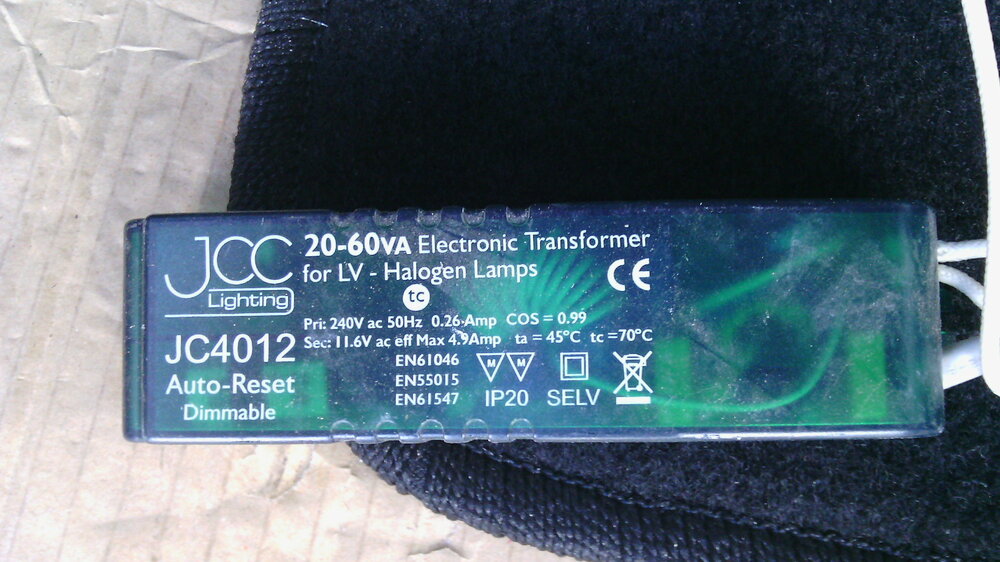 JCC
Lighting
JC4012
Auto-Reset
Dimmable
20-60VA Electronic Transformer
for LV - Halogen Lamps
tc
CE
Pri: 240V ac 50Hz 0.26 Amp COS = 0.99
Sec: 11.6V ac eff Max 4.9Amp ta = 45ºC tc =70ºC
EN61046
EN55015
EN61547
M M
IP20 SELV